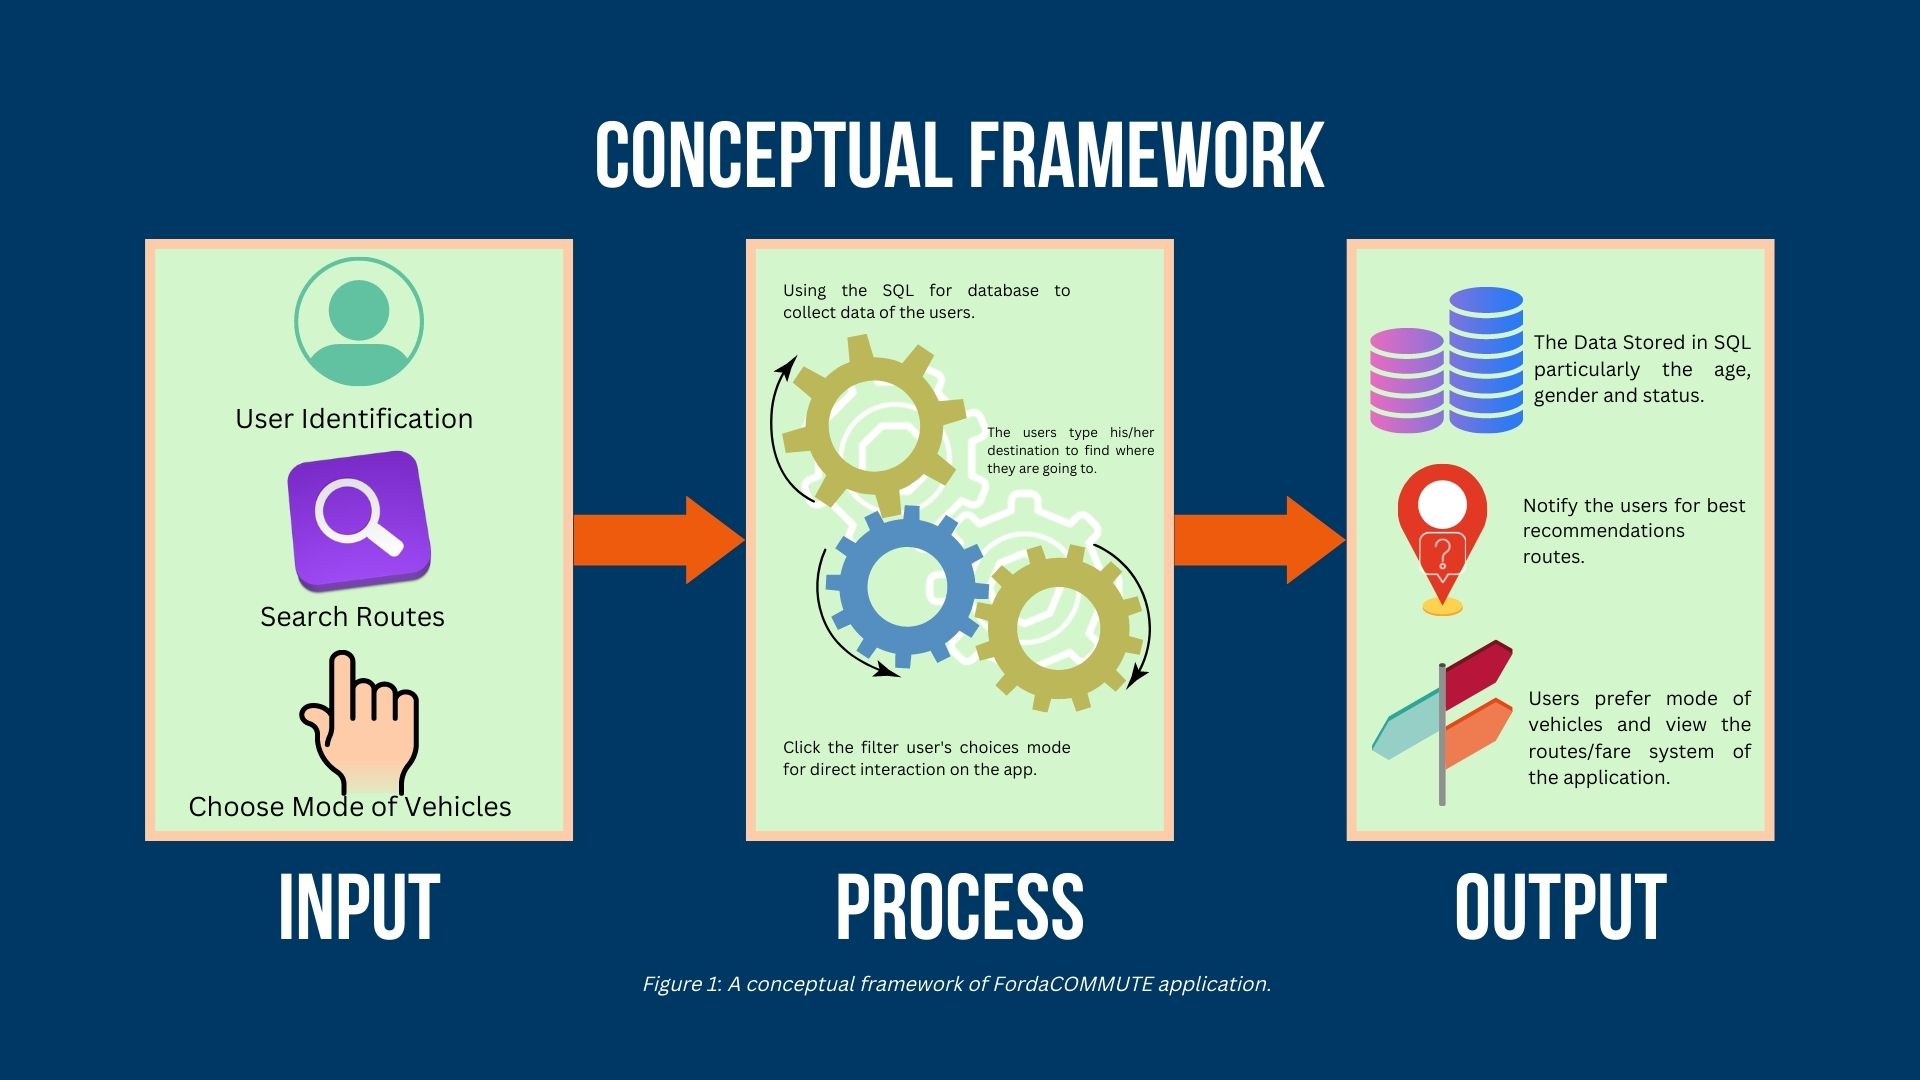 CONCEPTUAL FRAMEWORK
User Identification
Search Routes
Choose Mode of Vehicles
INPUT
Using the SQL for database to
collect data of the users.
The users type his/her
destination to find where
they are going to.
Click the filter user's choices mode
for direct interaction on the app.
PROCESS
The Data Stored in SQL
particularly the age,
gender and status.
Notify the users for best
recommendations
routes.
?
Users prefer mode of
vehicles and view the
routes/fare system of
the application.
OUTPUT
Figure 1: A conceptual framework of FordaCOMMUTE application.